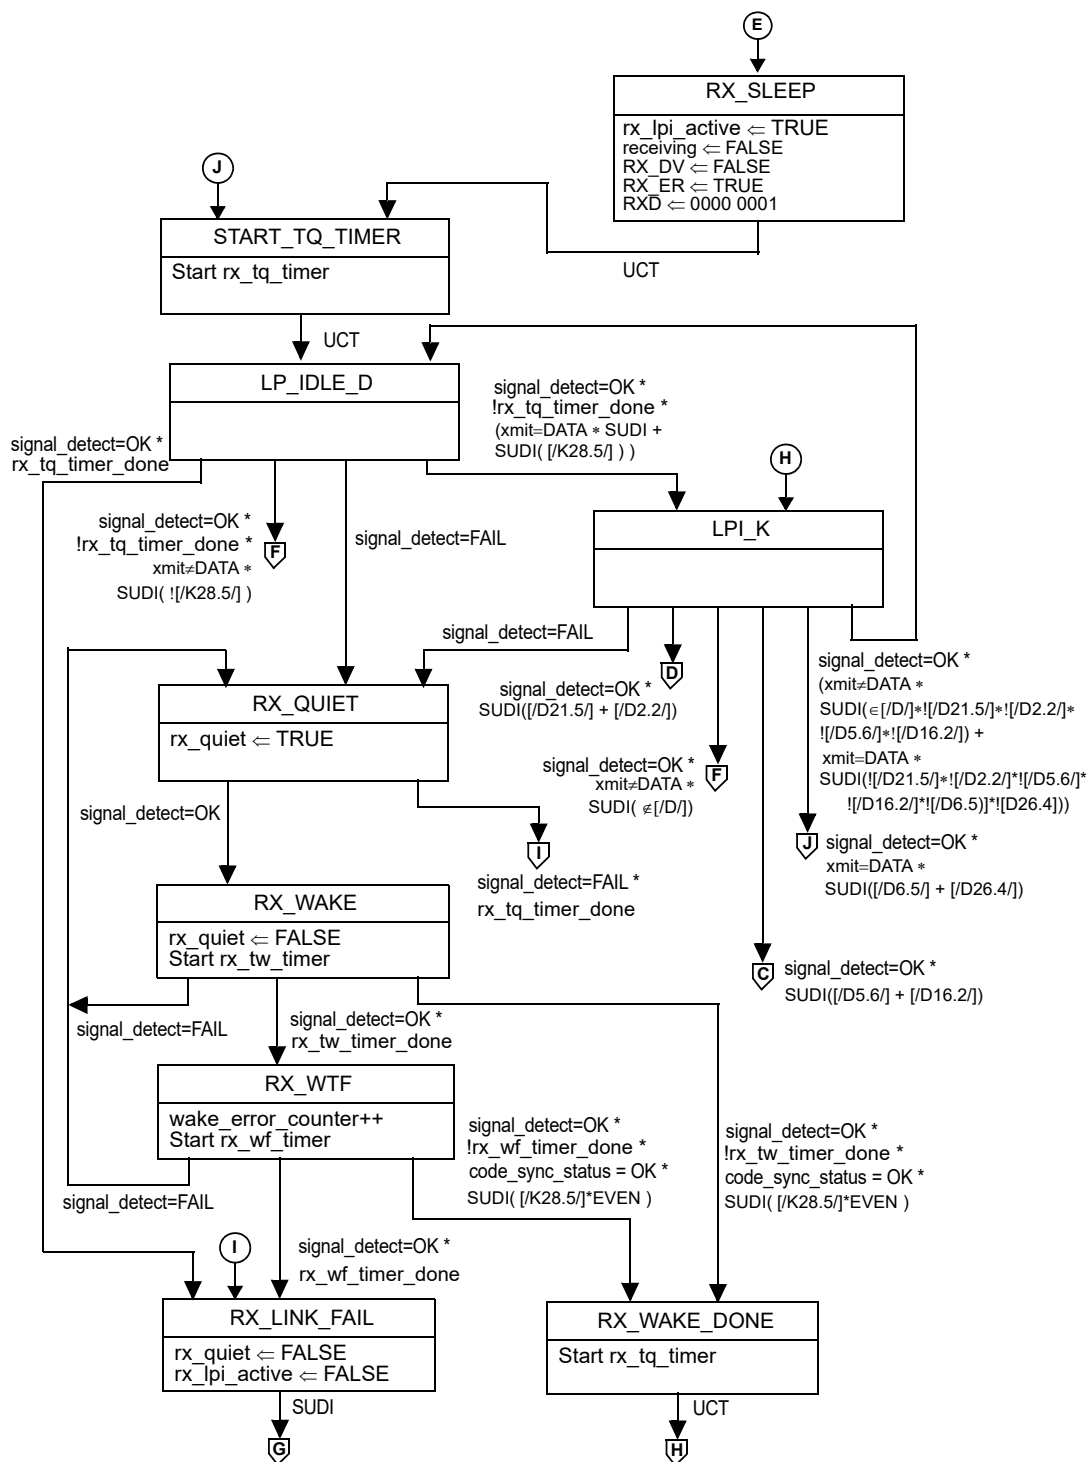 E
RX_SLEEP
rx_lpi_active ⇐ TRUE
receiving ⇐ FALSE
RX_DV ⇐ FALSE
RX_ER ⇐ TRUE
RXD ⇐ 0000 0001
UCT
J
START_TQ_TIMER
Start rx_tq_timer
UCT
LP_IDLE_D
signal_detect=OK *
rx_tq_timer_done
signal_detect=OK *
!rx_tq_timer_done *
xmit≠DATA ∗
SUDI( ![/K28.5/] )
F
signal_detect=FAIL
signal_detect=OK *
!rx_tq_timer_done *
(xmit=DATA ∗ SUDI +
SUDI( [/K28.5/] ) )
H
LPI_K
signal_detect=FAIL
D
signal_detect=OK *
SUDI([/D21.5/] + [/D2.2/])
F
signal_detect=OK *
xmit≠DATA ∗
SUDI( ∉[/D/])
signal_detect=OK *
(xmit≠DATA ∗
SUDI(∈[/D/]∗![/D21.5/]∗![/D2.2/]∗
![/D5.6/]∗![/D16.2/]) +
xmit=DATA ∗
SUDI(![/D21.5/]∗![/D2.2/]*![/D5.6/]*
![/D16.2/]*![/D6.5)]*![D26.4]))
J
signal_detect=OK *
xmit=DATA ∗
SUDI([/D6.5/] + [/D26.4/])
C
signal_detect=OK *
SUDI([/D5.6/] + [/D16.2/])
RX_QUIET
rx_quiet ⇐ TRUE
signal_detect=OK
I
signal_detect=FAIL *
rx_tq_timer_done
RX_WAKE
rx_quiet ⇐ FALSE
Start rx_tw_timer
signal_detect=FAIL
signal_detect=OK *
rx_tw_timer_done
RX_WTF
wake_error_counter++
Start rx_wf_timer
signal_detect=FAIL
signal_detect=OK *
!rx_wf_timer_done *
code_sync_status = OK *
SUDI( [/K28.5/]*EVEN )
signal_detect=OK *
!rx_tw_timer_done *
code_sync_status = OK *
SUDI( [/K28.5/]*EVEN )
I
signal_detect=OK *
rx_wf_timer_done
RX_LINK_FAIL
rx_quiet ⇐ FALSE
rx_lpi_active ⇐ FALSE
SUDI
G
RX_WAKE_DONE
Start rx_tq_timer
UCT
H